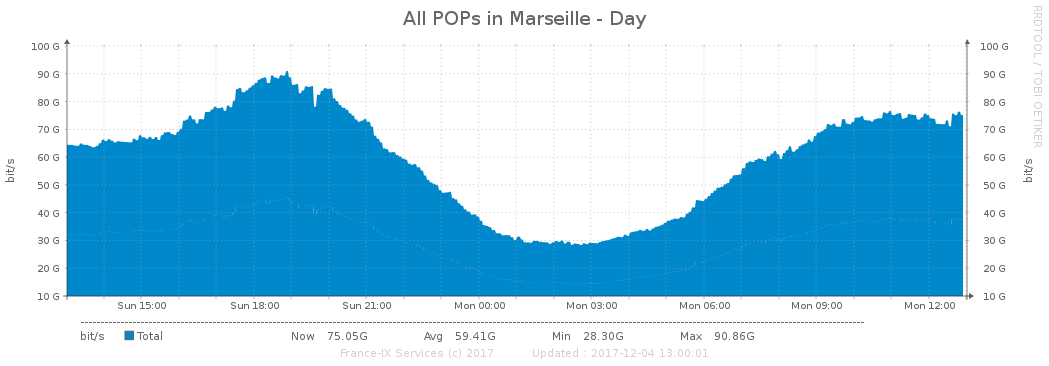 All POPs in Marseille - Day
RRDTOOL / TOBI OETIKER
100 G 100 G
90 G 90 G
80 G 80 G
70 G 70 G
60 G 60 G
50 G 50 G
40 G 40 G
30 G 30 G
20 G 20 G
10 G 10 G
bit/s bit/s
Sun 15:00 Sun 18:00 Sun 21:00 Mon 00:00 Mon 03:00 Mon 06:00 Mon 09:00 Mon 12:00
bit/s Total Now 75.05G Avg 59.41G Min 28.30G Max 90.86G
France-IX Services (c) 2017 Updated : 2017-12-04 13:00:01